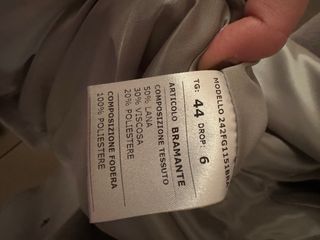 MODELLO 242FG1151BRA
TG: 44 DROP: 6
ARTICOLO BRAMANTE
COMPOSIZIONE TESSUTO
50% LANA
30% VISCOSA
20% POLIESTERE
COMPOSIZIONE FODERA
100% POLIESTERE